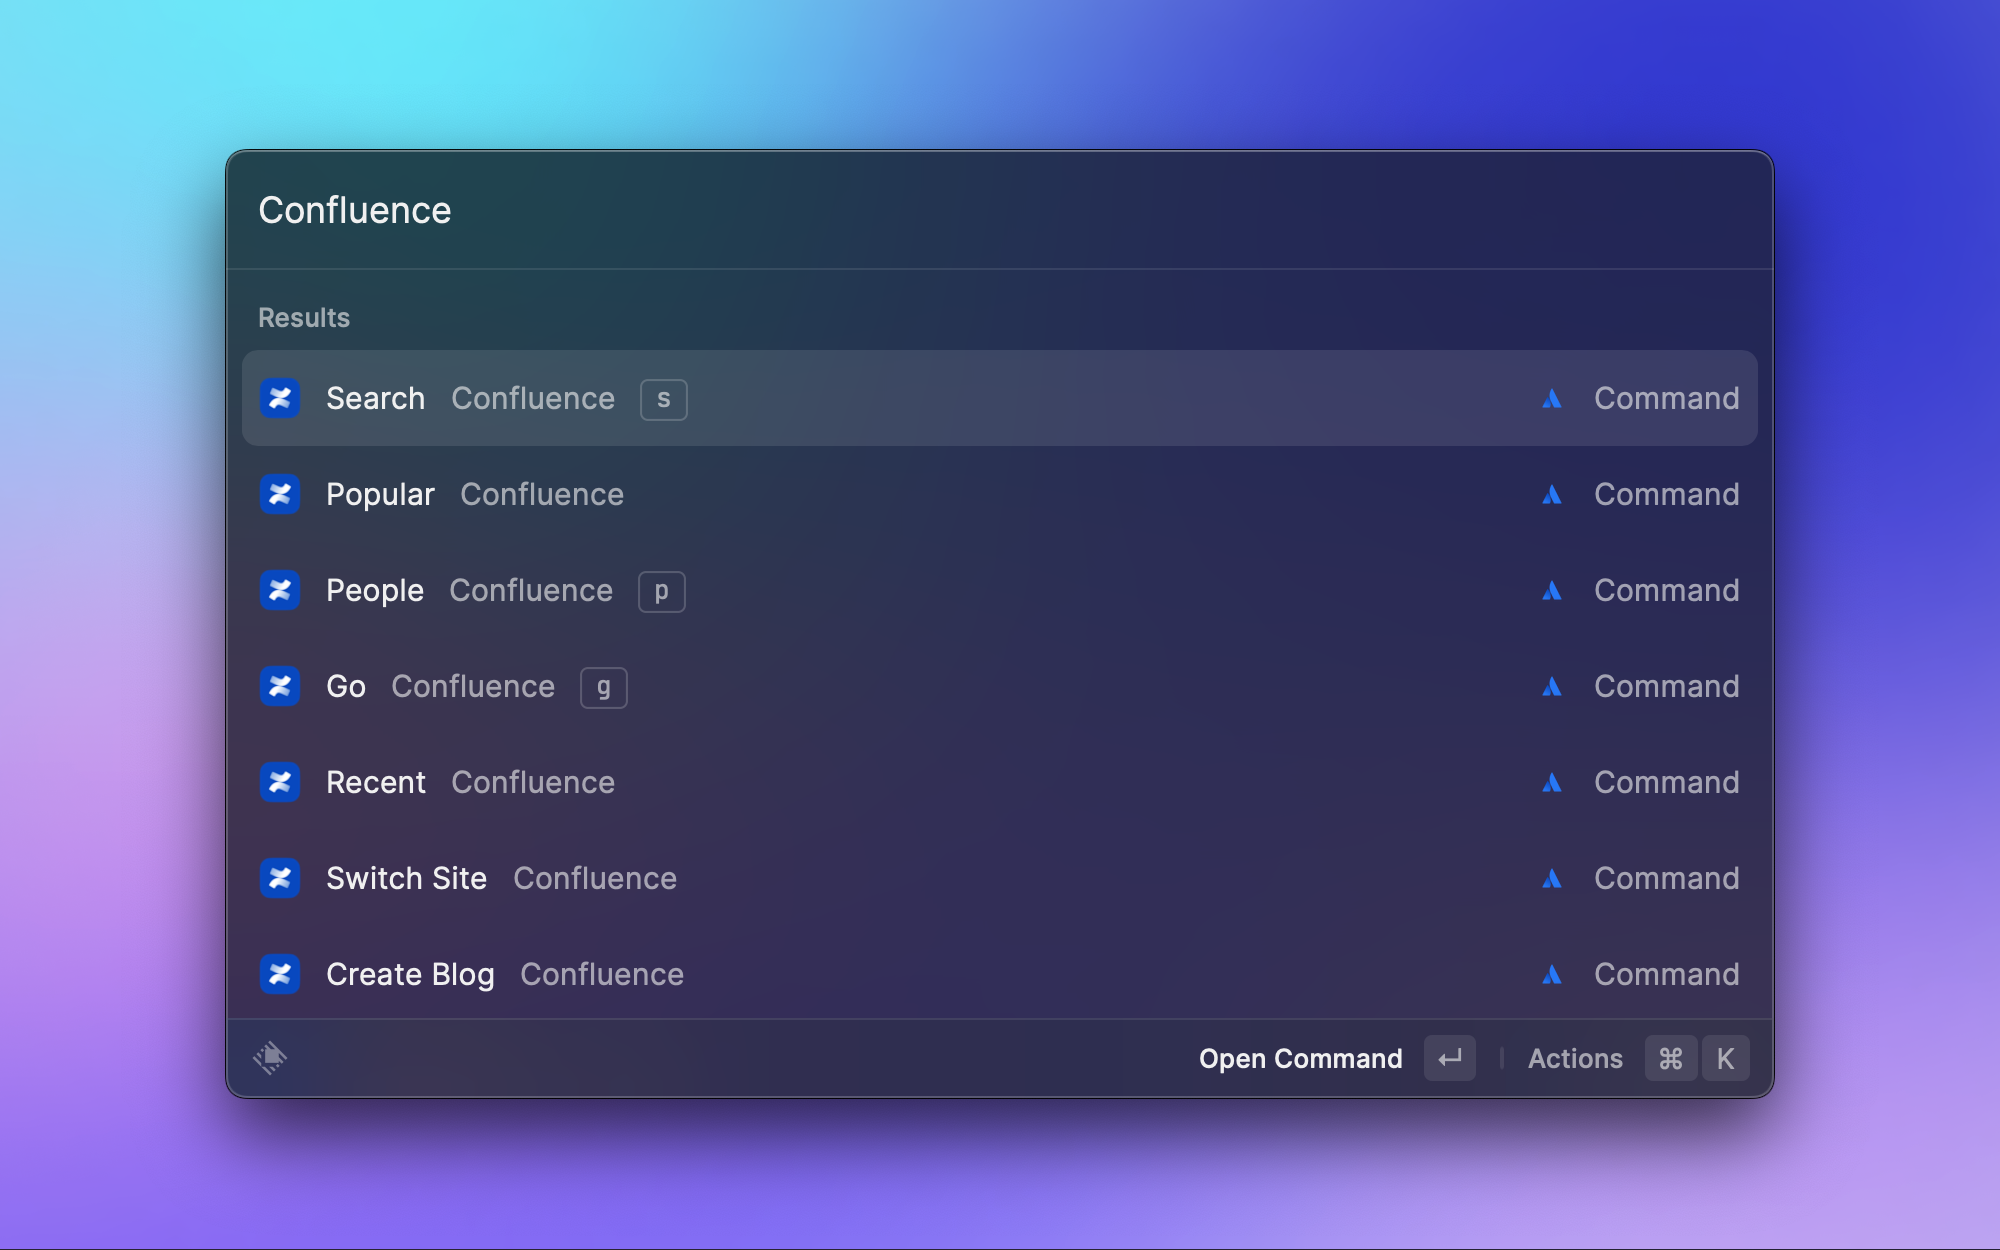 Confluence
Results
Search Confluence s Command
Popular Confluence Command
People Confluence p Command
Go Confluence g Command
Recent Confluence Command
Switch Site Confluence Command
Create Blog Confluence Command
Open Command ↵ | Actions ⌘ K